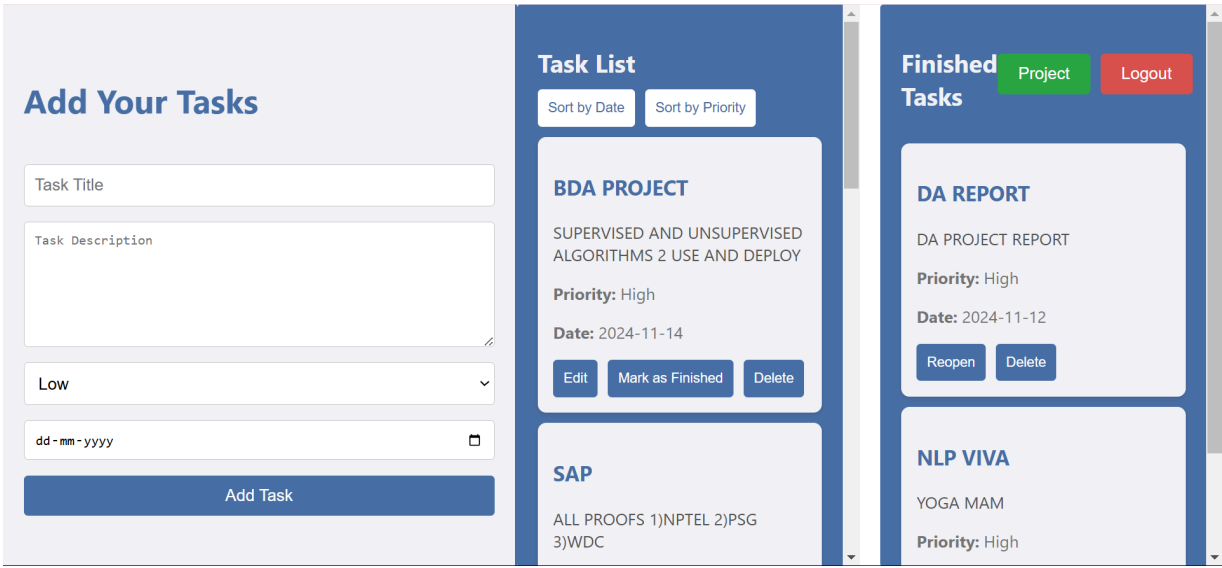 Add Your Tasks
Task Title
Task Description
Low
dd-mm-yyyy
Add Task
Task List
Sort by Date
Sort by Priority
BDA PROJECT
SUPERVISED AND UNSUPERVISED
ALGORITHMS 2 USE AND DEPLOY
Priority: High
Date: 2024-11-14
Edit
Mark as Finished
Delete
SAP
ALL PROOFS 1)NPTEL 2)PSG
3)WDC
Finished
Tasks
Project
Logout
DA REPORT
DA PROJECT REPORT
Priority: High
Date: 2024-11-12
Reopen
Delete
NLP VIVA
YOGA MAM
Priority: High